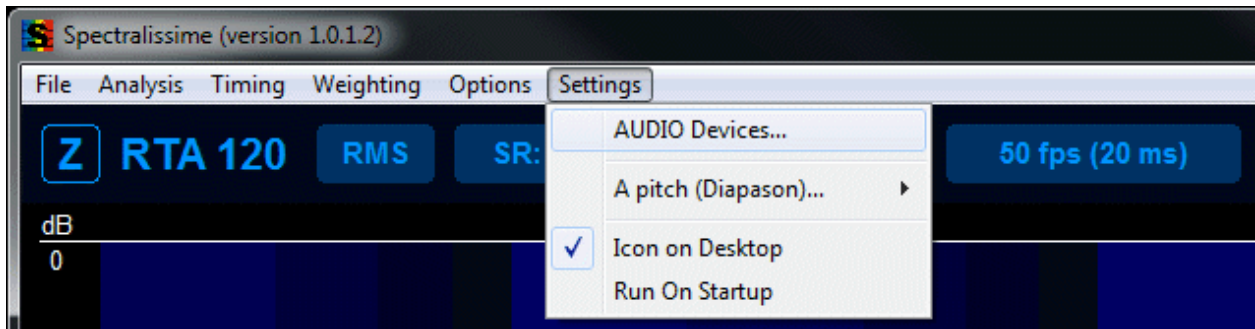 Spectralissime (version 1.0.1.2)
File Analysis Timing Weighting Options Settings
Z RTA 120 RMS SR: 50 fps (20 ms)
AUDIO Devices...
A pitch (Diapason)...
Icon on Desktop
Run On Startup
dB
0